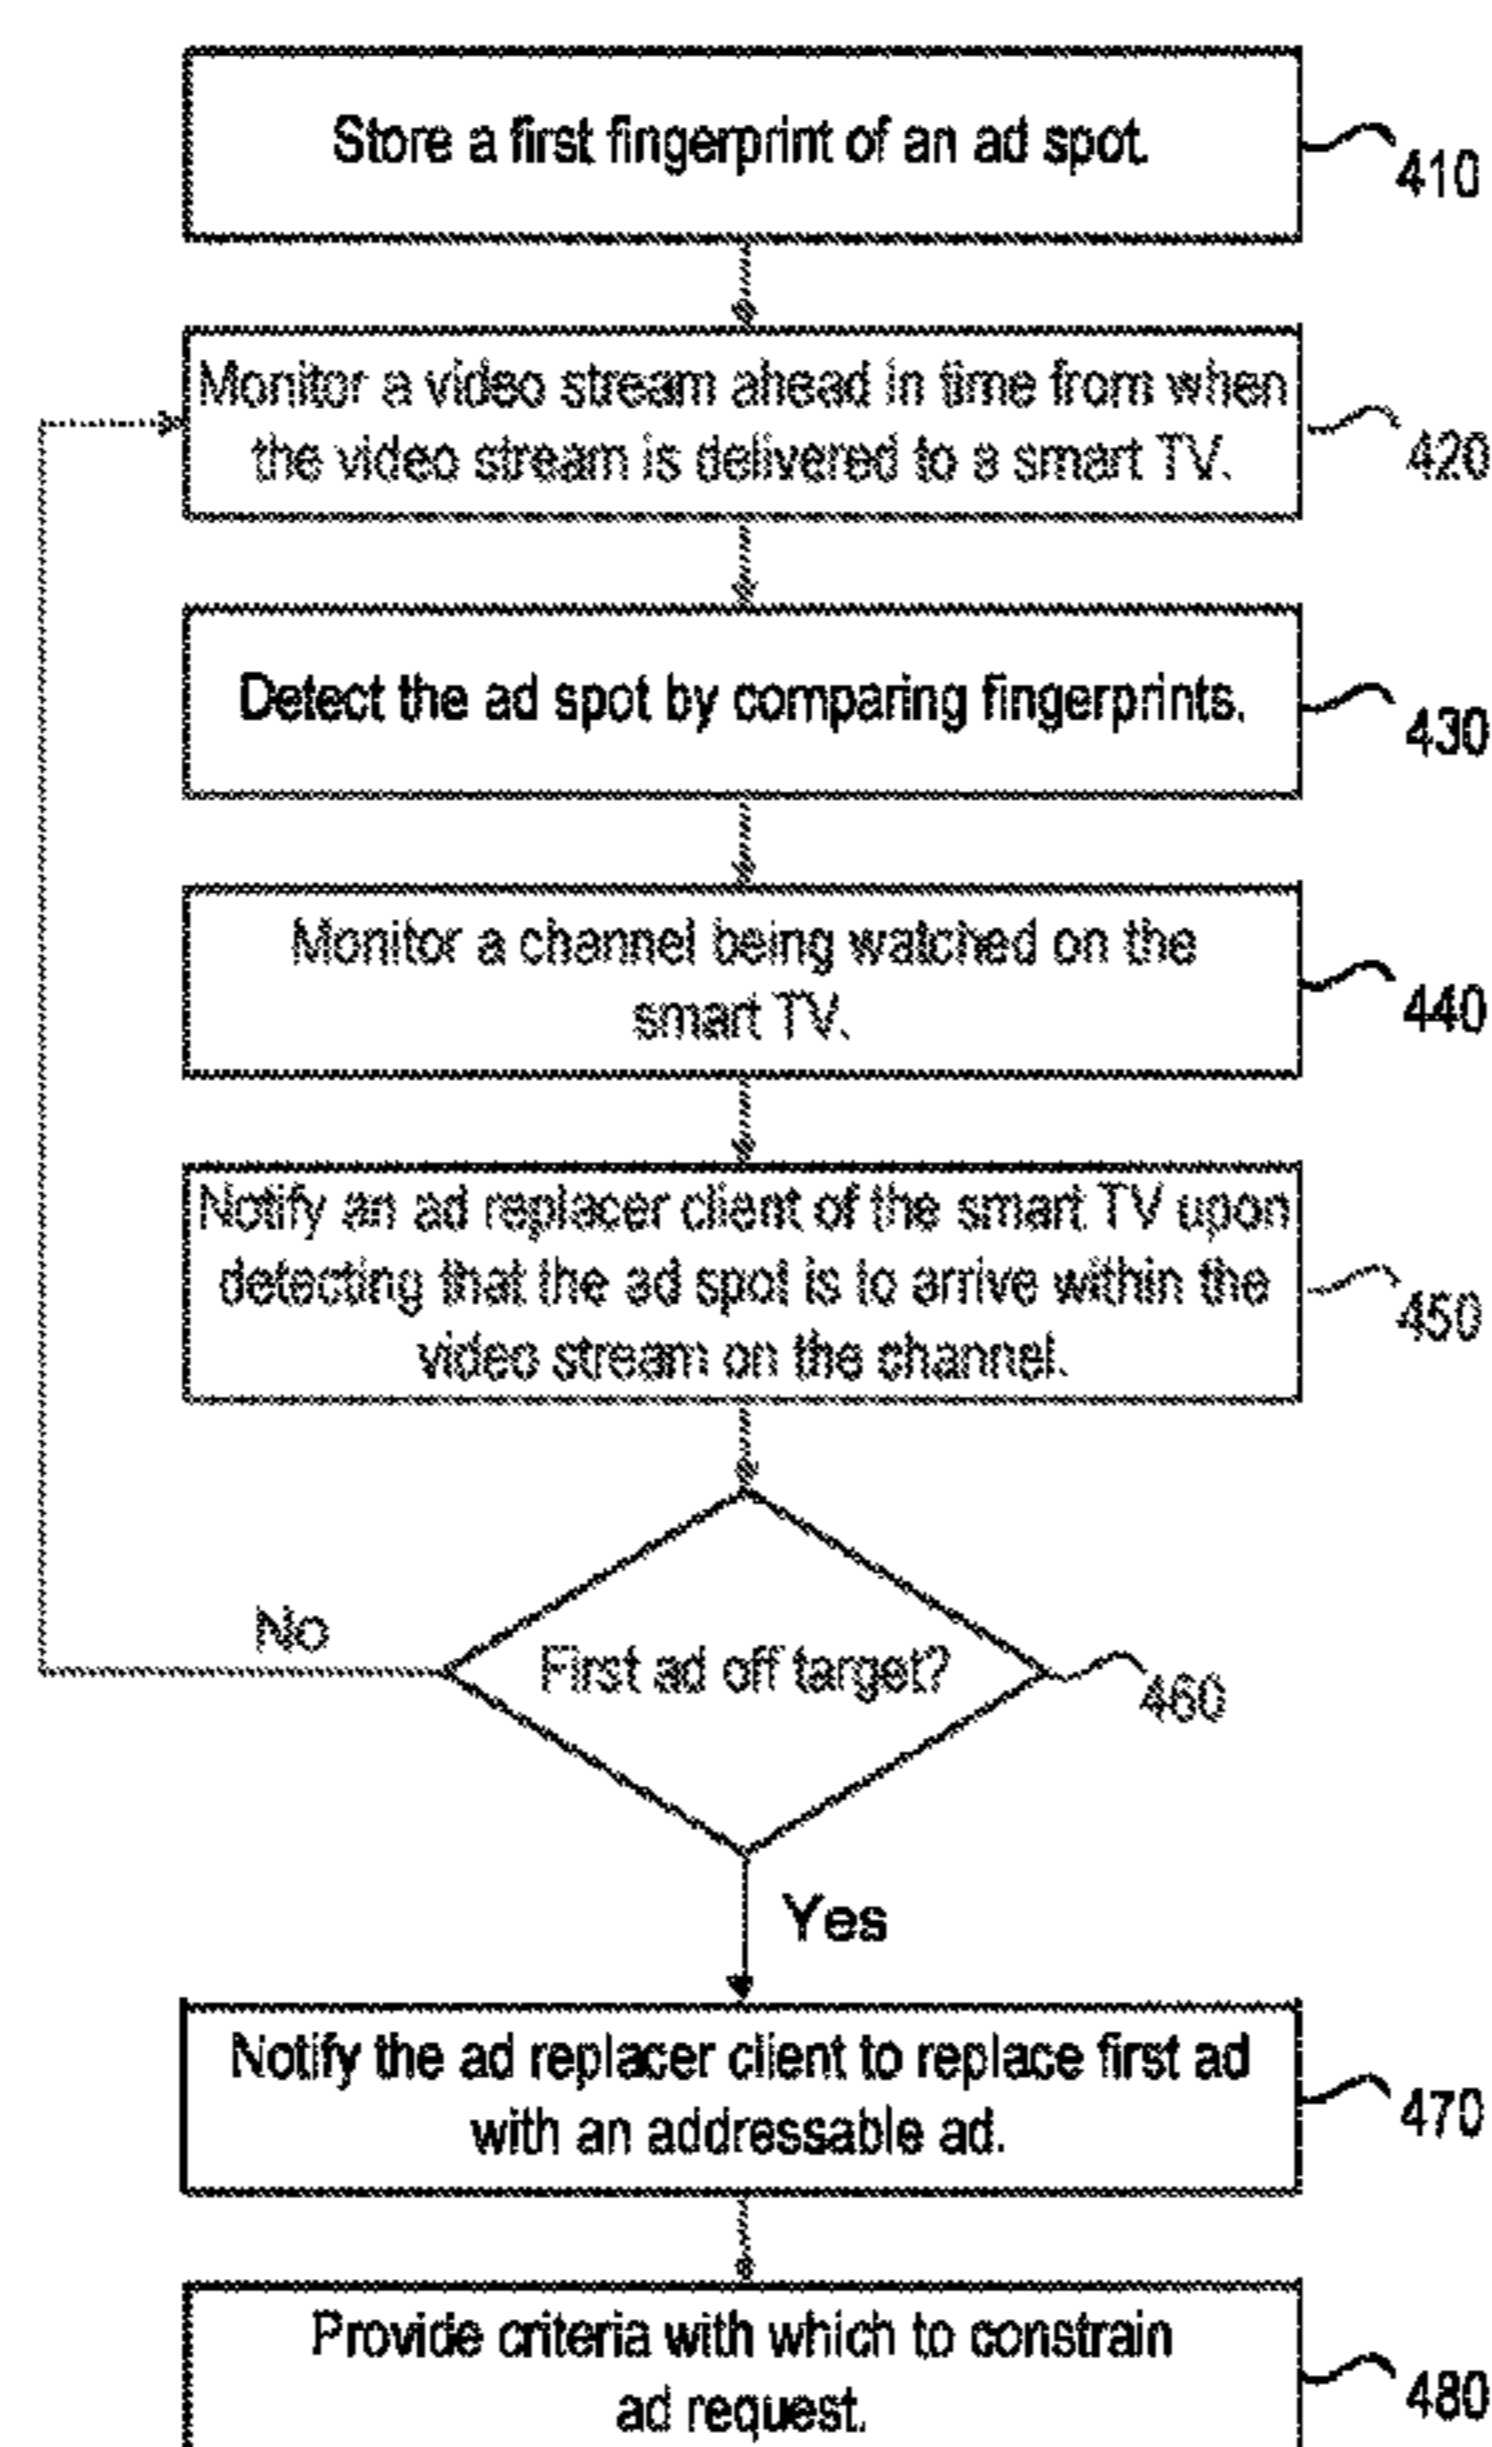 Store a first fingerprint of an ad spot.
410
Monitor a video stream ahead in time from when
the video stream is delivered to a smart TV.
420
Detect the ad spot by comparing fingerprints.
430
Monitor a channel being watched on the
smart TV.
440
Notify an ad replacer client of the smart TV upon
detecting that the ad spot is to arrive within the
video stream on the channel.
450
First ad off target?
460
No
Yes
Notify the ad replacer client to replace first ad
with an addressable ad.
470
Provide criteria with which to constrain
ad request.
480